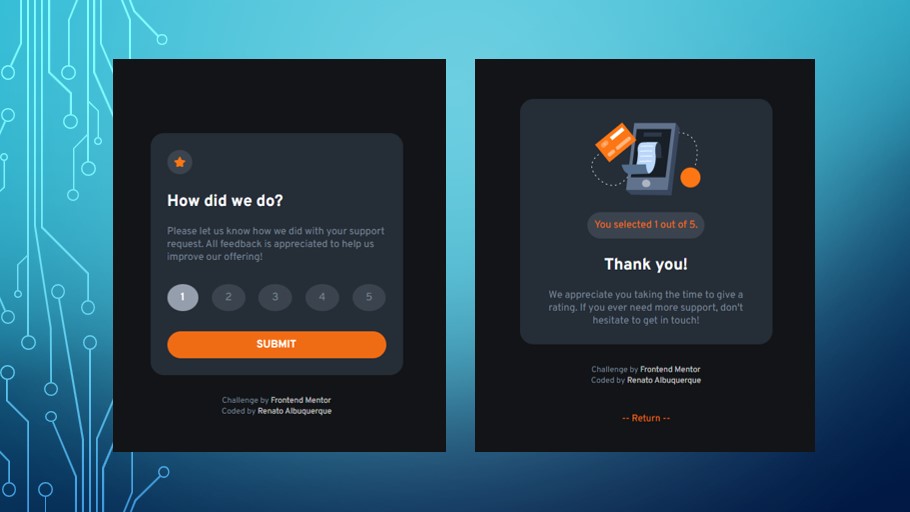 How did we do?
Please let us know how we did with your support
request. All feedback is appreciated to help us
improve our offering!
1 2 3 4 5
SUBMIT
Challenge by Frontend Mentor
Coded by Renato Albuquerque
You selected 1 out of 5.
Thank you!
We appreciate you taking the time to give a
rating. If you ever need more support, don't
hesitate to get in touch!
Challenge by Frontend Mentor
Coded by Renato Albuquerque
-- Return --